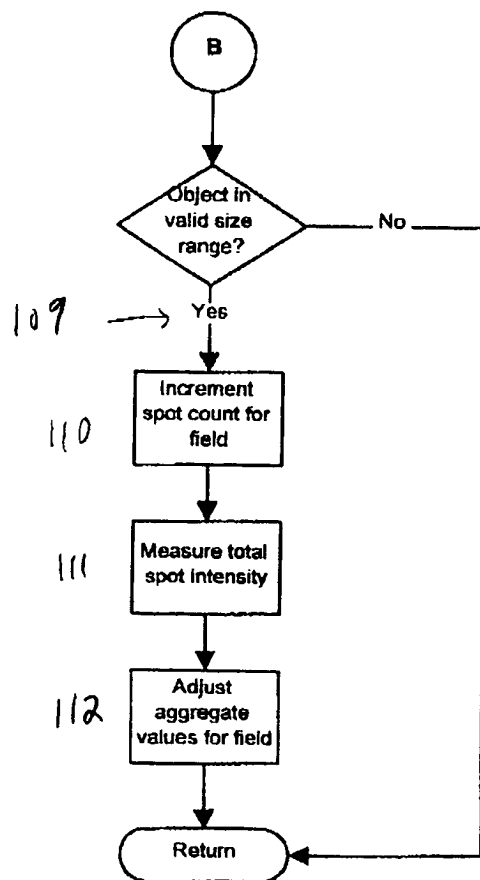 B
Object in
valid size
range?
No
109
Yes
Increment
spot count for
field
110
Measure total
spot intensity
111
Adjust
aggregate
values for field
112
Return